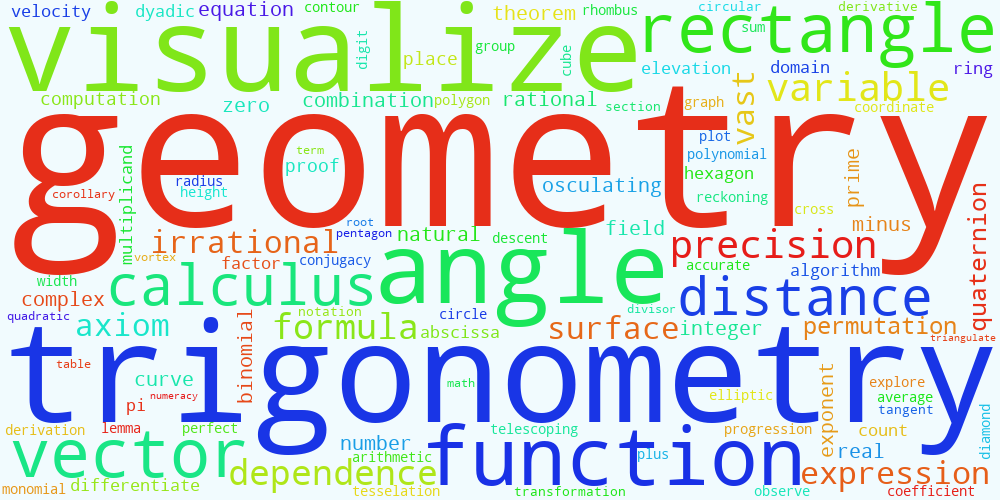 velocity
dyadic
equation
contour
theorem
rhombus
circular
derivative
visualize
digit
place
group
cube
rectangle
sum
elevation
domain
ring
computation
zero
combination
polygon
rational
section
graph
vast
variable
coordinate
geometry
term
proof
plot
polynomial
multiplicand
corollary
radius
height
osculating
hexagon
reckoning
prime
cross
root
pentagon
natural
descent
field
minus
quaternion
irrational
vortex
factor
conjugacy
precision
accurate
algorithm
width
calculus
angle
distance
complex
quadratic
axiom
binomial
formula
notation
abscissa
circle
surface
divisor
integer
permutation
triangulate
trigonometry
table
curve
numeracy
pi
math
elliptic
exponent
explore
average
tangent
derivation
lemma
perfect
telescoping
progression
count
diamond
vector
number
arithmetic
function
plus
real
dependence
expression
monomial
differentiate
tesselation
transformation
observe
coefficient